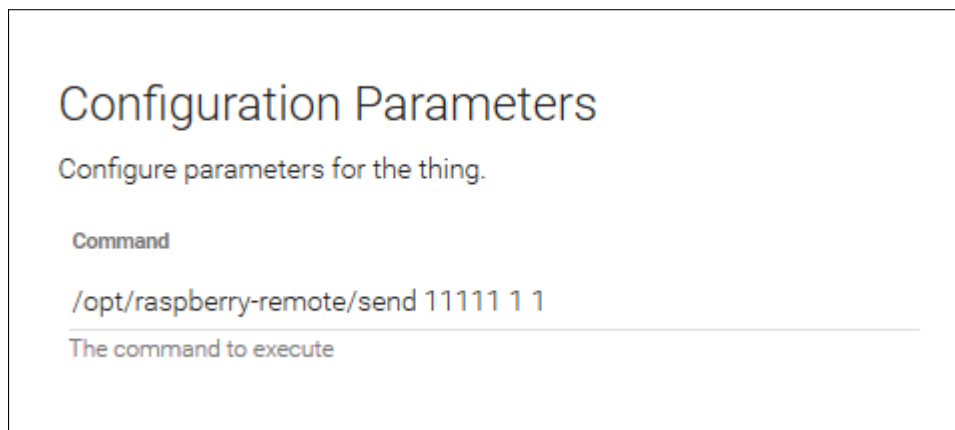 Configuration Parameters
Configure parameters for the thing.
Command
/opt/raspberry-remote/send 11111 1 1
The command to execute